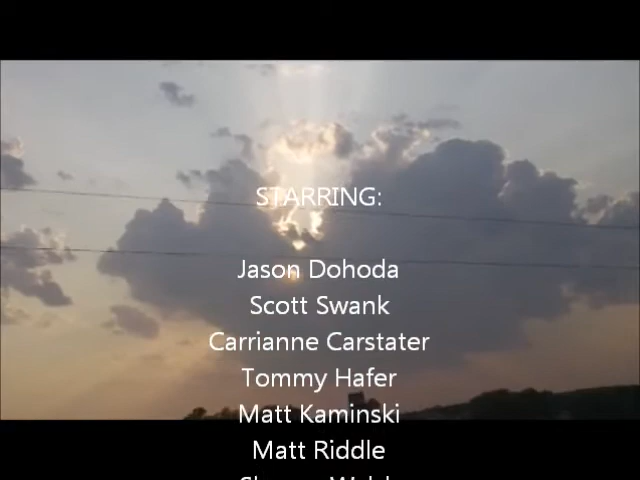 STARRING:
Jason Dohoda
Scott Swank
Carrianne Carstater
Tommy Hafer
Matt Kaminski
Matt Riddle